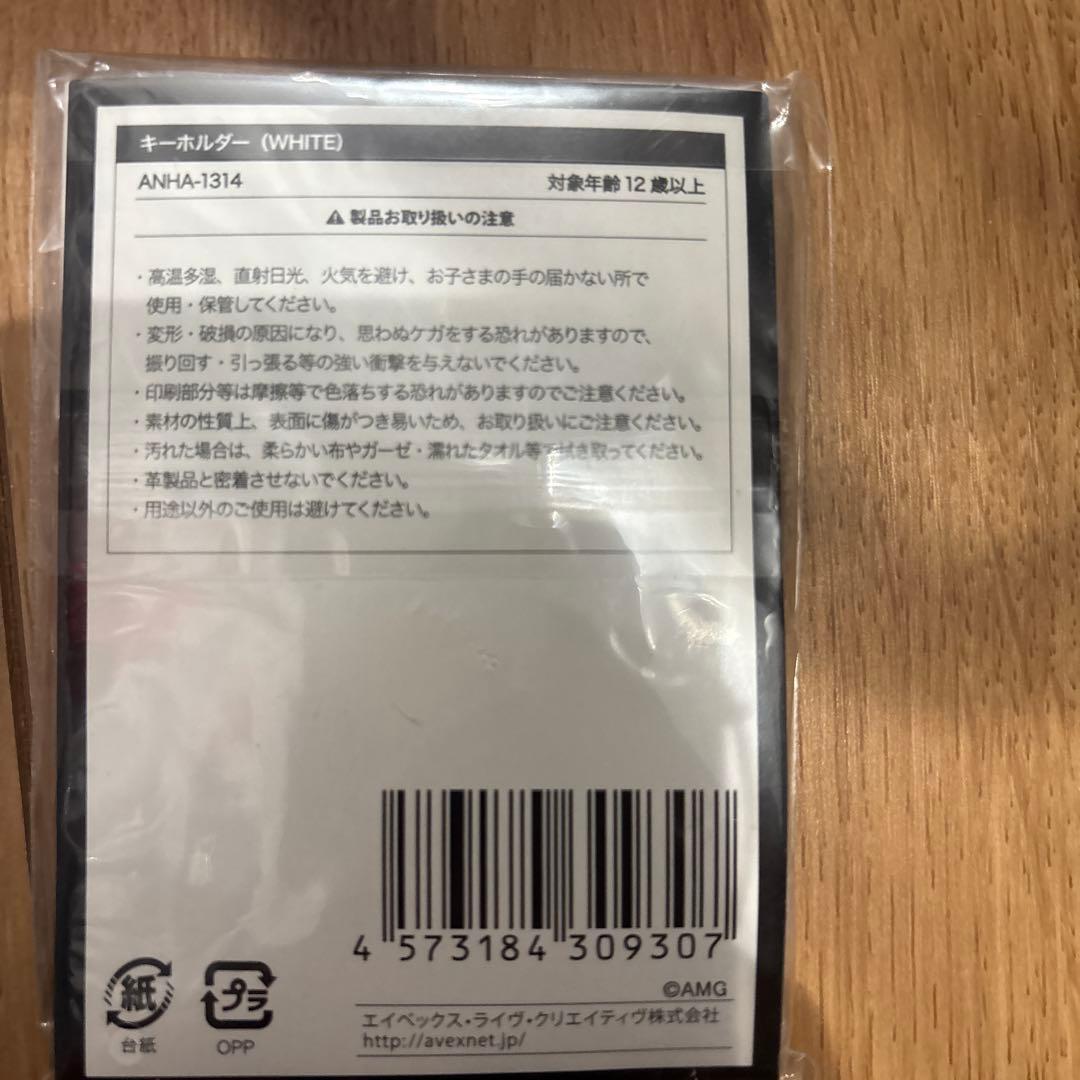 キーホルダー（WHITE）
ANHA-1314
対象年齢 12 歳以上
⚠ 製品お取り扱いの注意
・高温多湿、直射日光、火気を避け、お子さまの手の届かない所で
使用・保管してください。
・変形・破損の原因になり、思わぬケガをする恐れがありますので、
振り回す・引っ張る等の強い衝撃を与えないでください。
・印刷部分等は摩擦等で色落ちする恐れがありますのでご注意ください。
・素材の性質上、表面に傷がつき易いため、お取り扱いにご注意ください。
・汚れた場合は、柔らかい布やガーゼ・濡れたタオル等で拭き取ってください。
・革製品と密着させないでください。
・用途以外のご使用は避けてください。
4 573184 309307
©AMG
エイベックス・ライヴ・クリエイティヴ株式会社
http://avexnet.jp/
紙
台紙
プラ
OPP